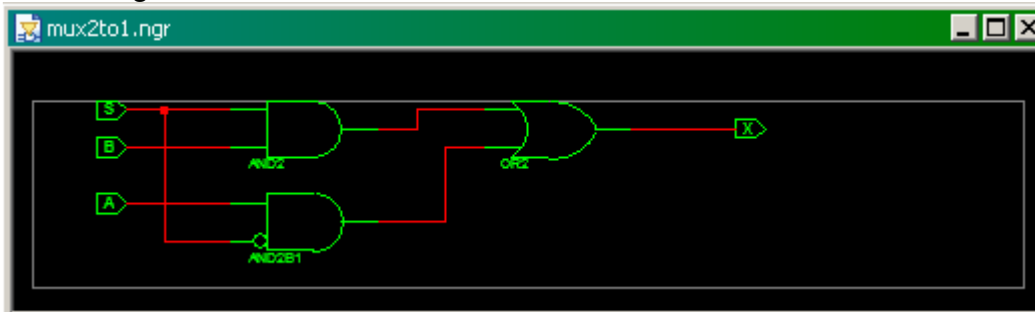 mux2to1.ngr
S
B
AND2
OR2
X
A
AND2B1